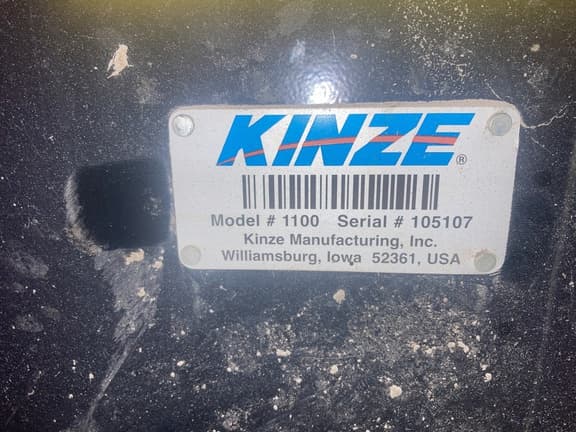 KINZE®
Model # 1100 Serial # 105107
Kinze Manufacturing, Inc.
Williamsburg, Iowa 52361, USA